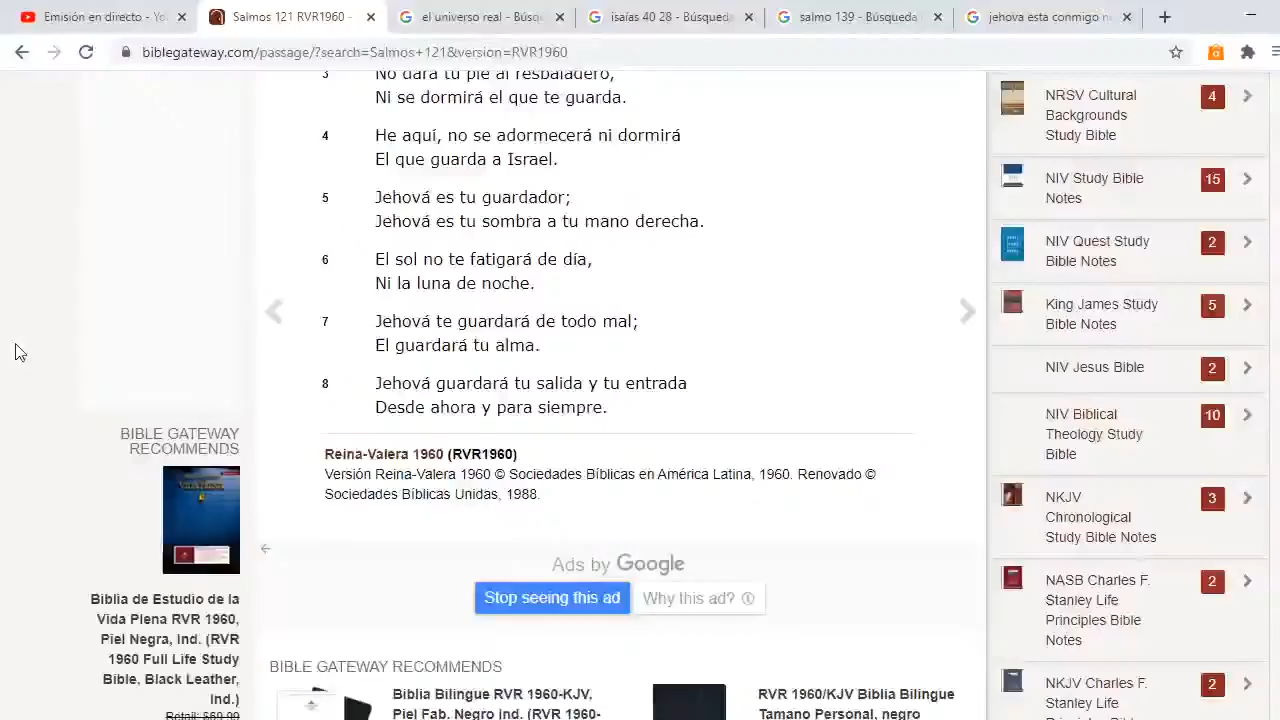 Emisión en directo - Yo
Salmos 121 RVR1960 -
el universo real - Búsq
isaías 40 28 - Búsqueda
salmo 139 - Búsqueda
jehova esta conmigo
biblegateway.com/passage/?search=Salmos+121&version=RVR1960
3 No dará tu pie al resbaladero,
Ni se dormirá el que te guarda.
4 He aquí, no se adormecerá ni dormirá
El que guarda a Israel.
5 Jehová es tu guardador;
Jehová es tu sombra a tu mano derecha.
6 El sol no te fatigará de día,
Ni la luna de noche.
7 Jehová te guardará de todo mal;
El guardará tu alma.
8 Jehová guardará tu salida y tu entrada
Desde ahora y para siempre.
Reina-Valera 1960 (RVR1960)
Versión Reina-Valera 1960 © Sociedades Bíblicas en América Latina, 1960. Renovado ©
Sociedades Bíblicas Unidas, 1988.
Ads by Google
Stop seeing this ad
Why this ad?
BIBLE GATEWAY RECOMMENDS
Biblia Bilingue RVR 1960-KJV,
Piel Fab. Negro Ind. (RVR 1960-
RVR 1960/KJV Biblia Bilingue
Tamano Personal, negro
BIBLE GATEWAY
RECOMMENDS
Biblia de Estudio de la
Vida Plena RVR 1960,
Piel Negra, Ind. (RVR
1960 Full Life Study
Bible, Black Leather,
Ind.)
Retail: $69.99
NRSV Cultural
Backgrounds
Study Bible
4
NIV Study Bible
Notes
15
NIV Quest Study
Bible Notes
2
King James Study
Bible Notes
5
NIV Jesus Bible
2
NIV Biblical
Theology Study
Bible
10
NKJV
Chronological
Study Bible Notes
3
NASB Charles F.
Stanley Life
Principles Bible
Notes
2
NKJV Charles F.
Stanley Life
2